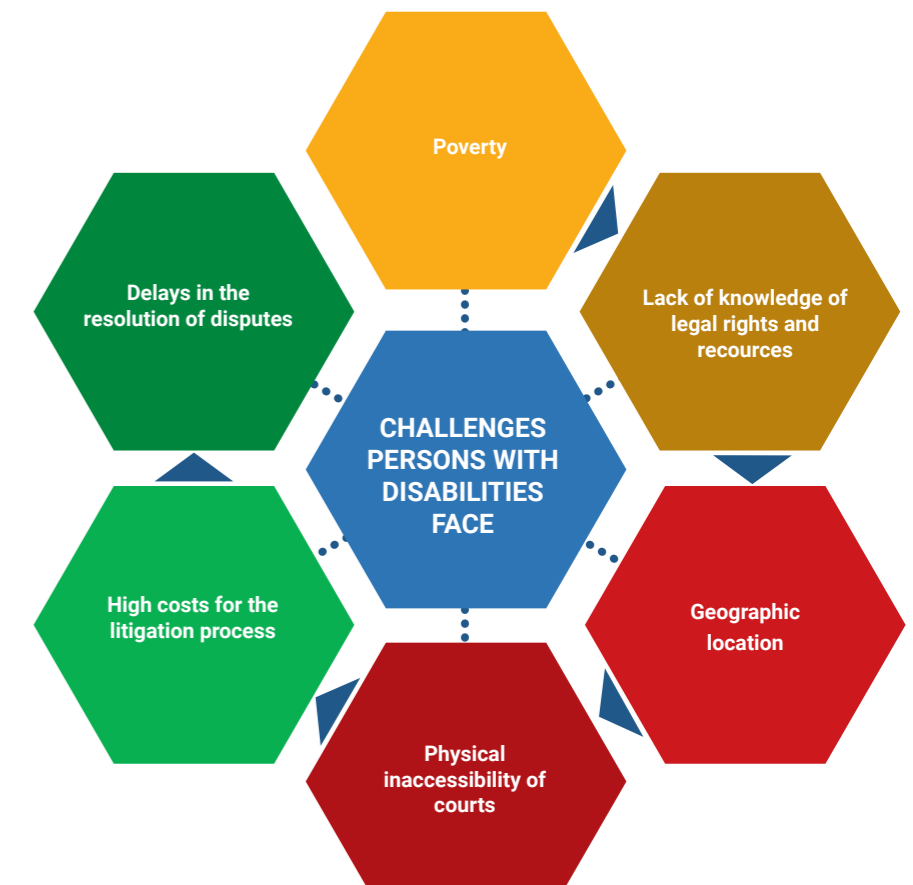 Poverty
Lack of knowledge of
legal rights and
recources
Geographic
location
Physical
inaccessibility of
courts
High costs for the
litigation process
Delays in the
resolution of disputes
CHALLENGES
PERSONS WITH
DISABILITIES
FACE